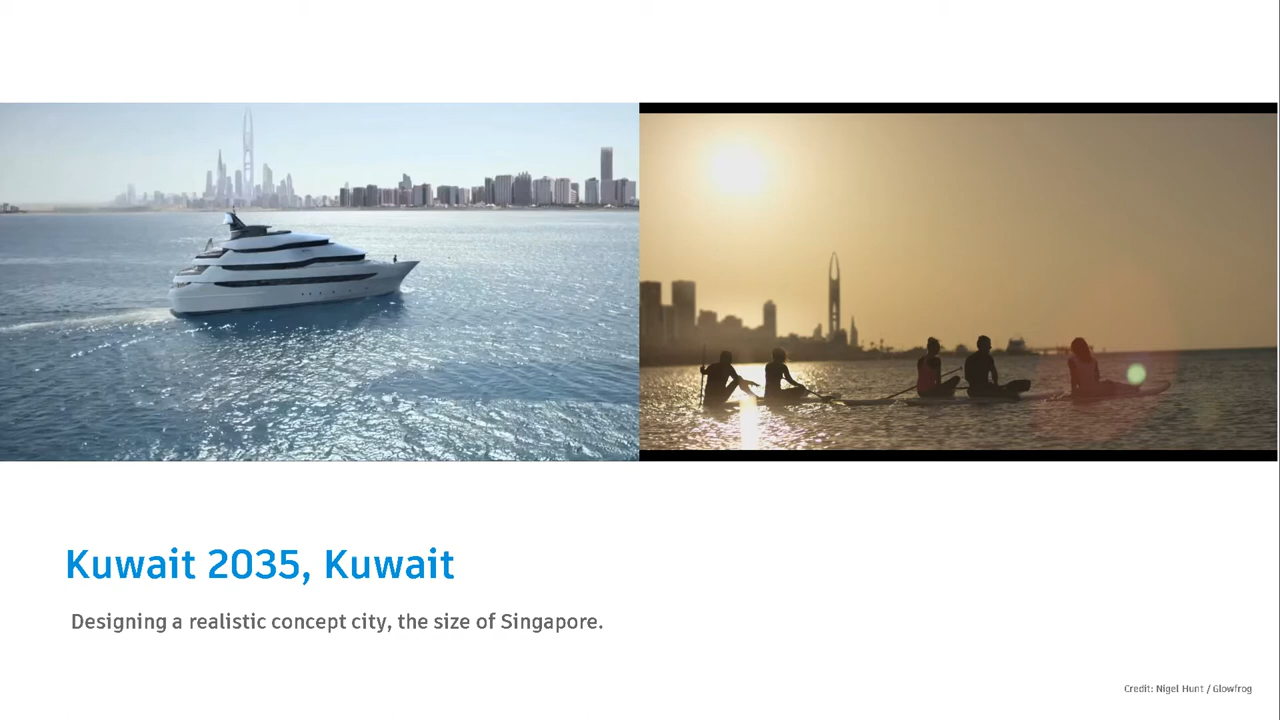 Kuwait 2035, Kuwait
Designing a realistic concept city, the size of Singapore.
Credit: Nigel Hunt / Glowfrog